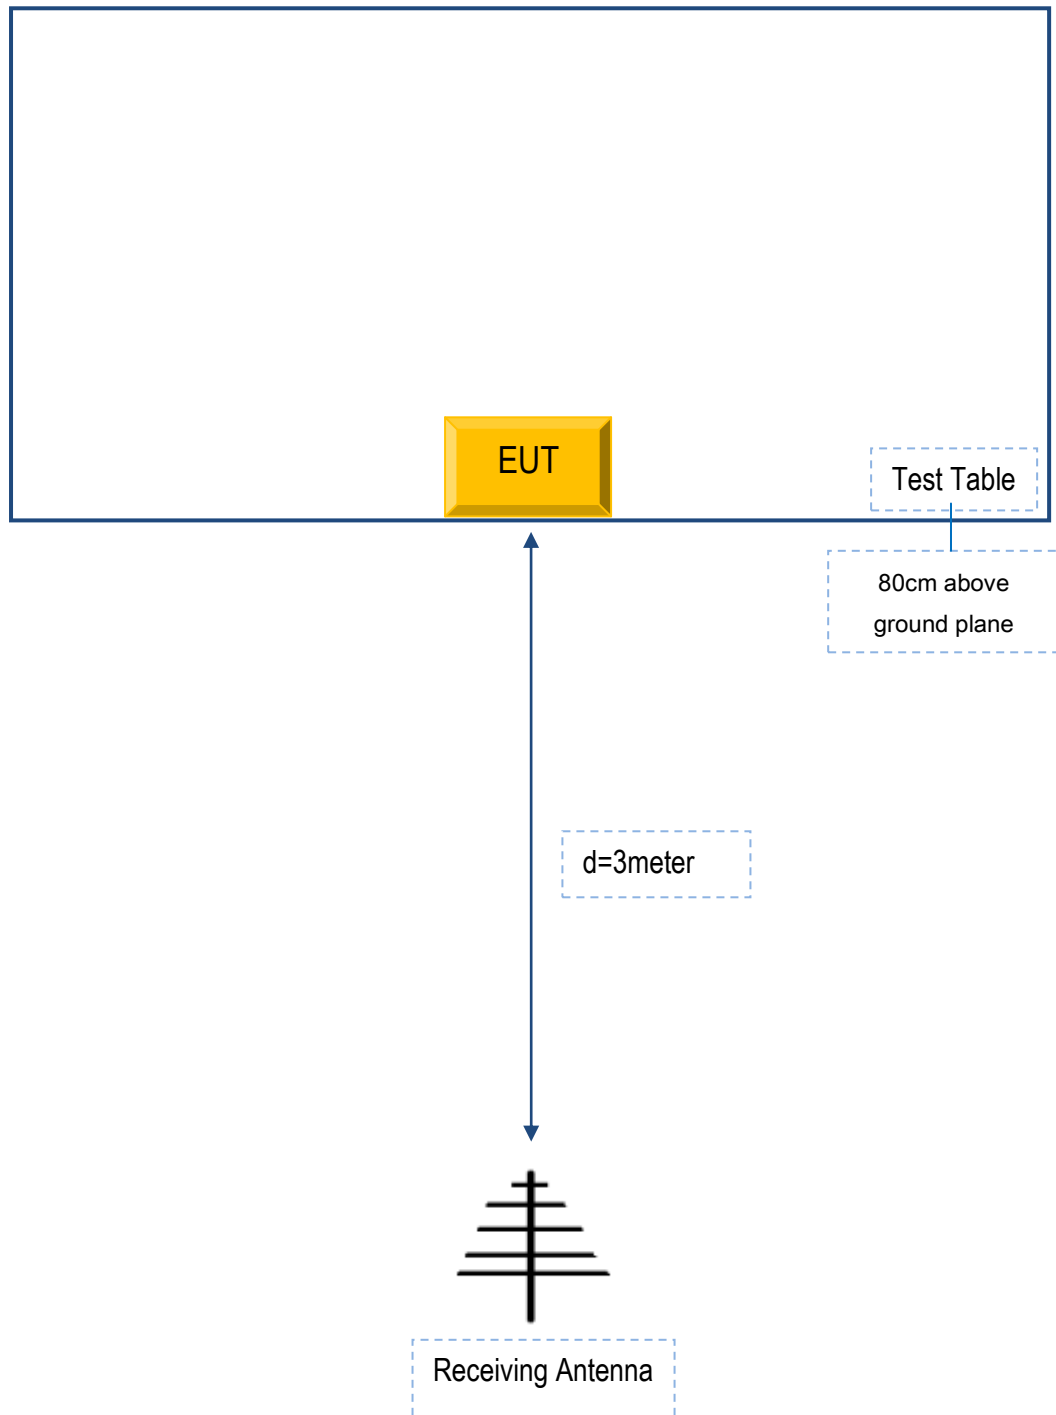 EUT
Test Table
80cm above
ground plane
d=3meter
Receiving Antenna